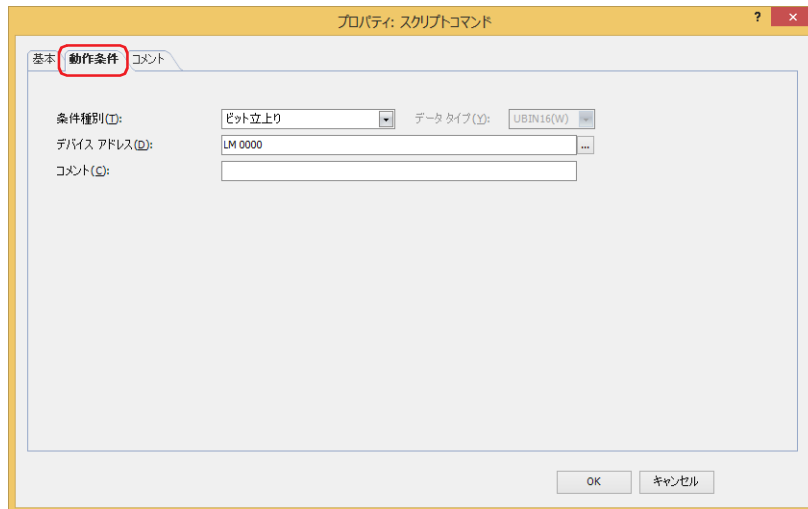 プロパティ: スクリプトコマンド
? ×
基本 動作条件 コメント
条件種別(T): ビット立上り データ タイプ(Y): UBIN16(W)
デバイス アドレス(D): LM 0000 ...
コメント(C):
OK キャンセル